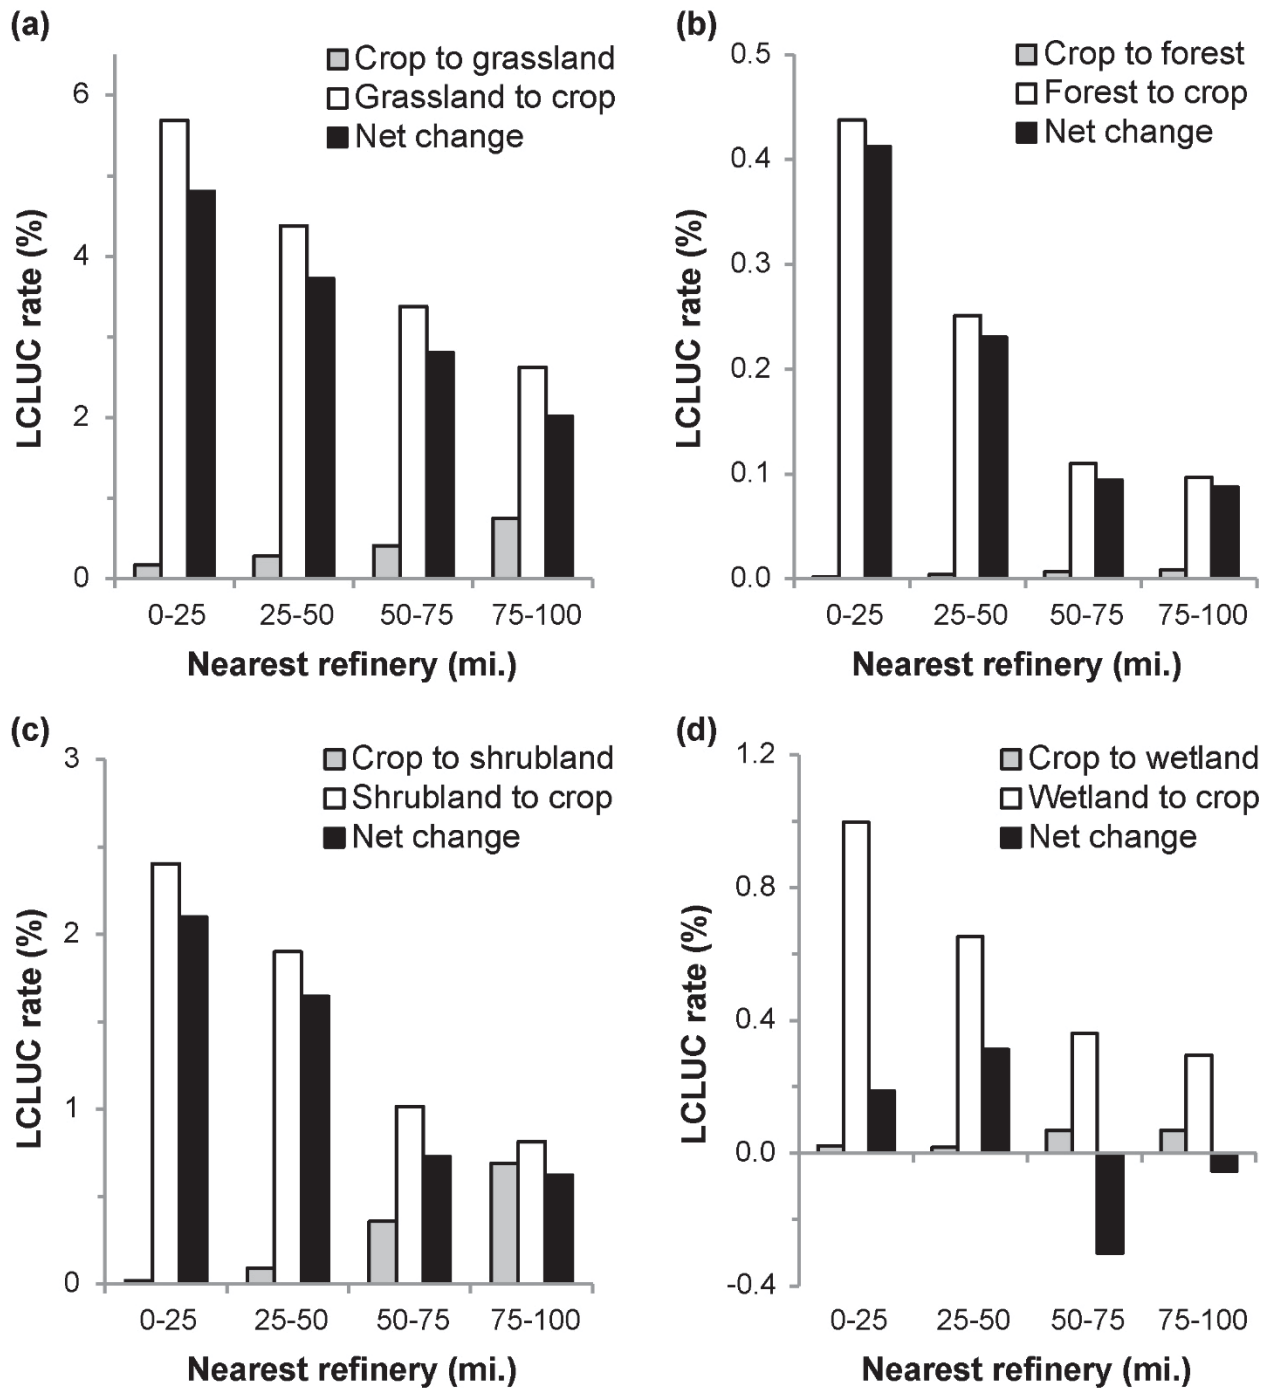 (a)
Crop to grassland
Grassland to crop
Net change
LCLUC rate (%)
6
4
2
0
0-25 25-50 50-75 75-100
Nearest refinery (mi.)
(b)
Crop to forest
Forest to crop
Net change
LCLUC rate (%)
0.5
0.4
0.3
0.2
0.1
0.0
0-25 25-50 50-75 75-100
Nearest refinery (mi.)
(c)
Crop to shrubland
Shrubland to crop
Net change
LCLUC rate (%)
3
2
1
0
0-25 25-50 50-75 75-100
Nearest refinery (mi.)
(d)
Crop to wetland
Wetland to crop
Net change
LCLUC rate (%)
1.2
0.8
0.4
0.0
-0.4
0-25 25-50 50-75 75-100
Nearest refinery (mi.)